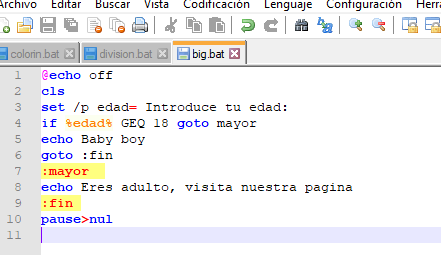 Archivo Editar Buscar Vista Codificación Lenguaje Configuración Herra
colorin.bat division.bat big.bat
1 @echo off
2 cls
3 set /p edad= Introduce tu edad:
4 if %edad% GEQ 18 goto mayor
5 echo Baby boy
6 goto :fin
7 :mayor
8 echo Eres adulto, visita nuestra pagina
9 :fin
10 pause>nul
11